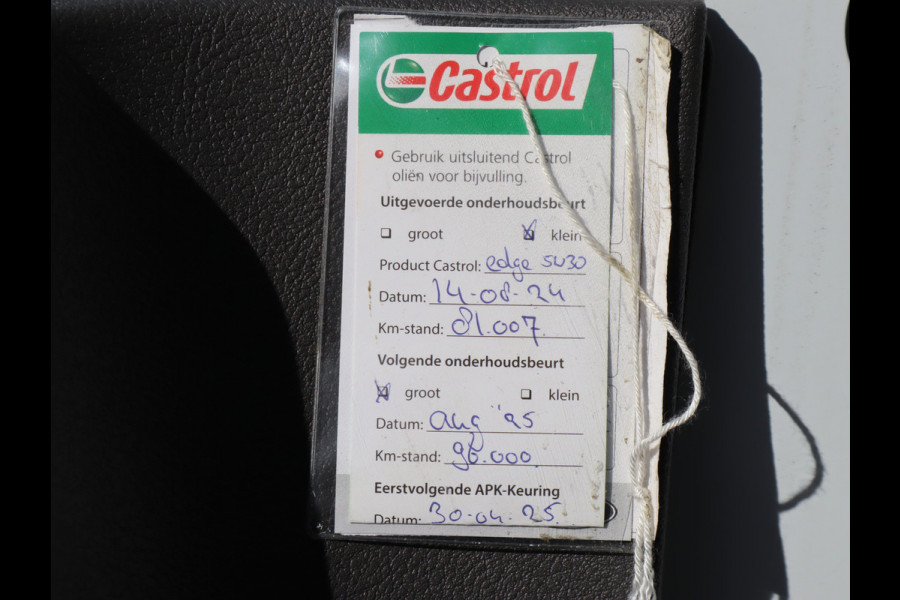 Castrol
Gebruik uitsluitend Castrol
oliën voor bijvulling.
Uitgevoerde onderhoudsbeurt
groot klein
Product Castrol: edge 5W30
Datum: 14-08-24
Km-stand: 81.007
Volgende onderhoudsbeurt
groot klein
Datum: aug '25
Km-stand: 96.000
Eerstvolgende APK-Keuring
Datum: 30-04-25